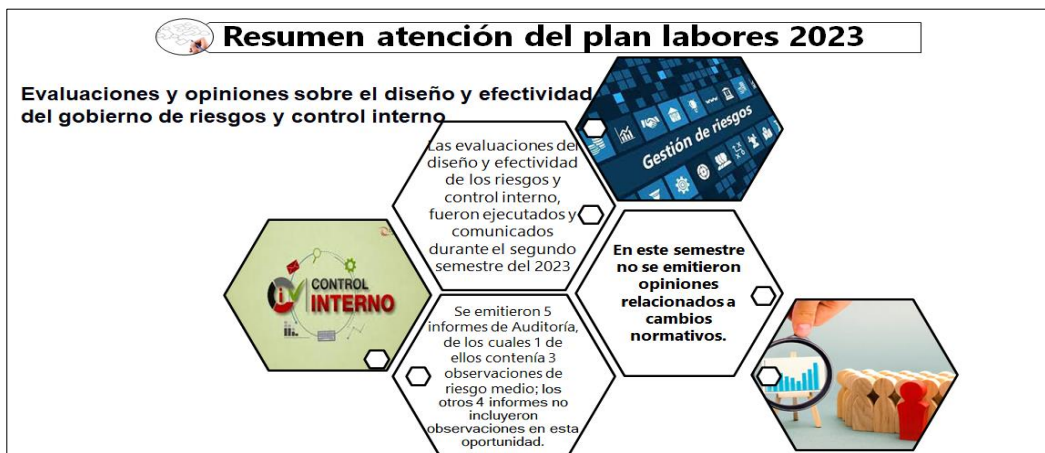 Resumen atención del plan labores 2023
Evaluaciones y opiniones sobre el diseño y efectividad
del gobierno de riesgos y control interno
Gestión de riesgos
Las evaluaciones del
diseño y efectividad
de los riesgos y
control interno,
fueron ejecutados y
comunicados
durante el segundo
semestre del 2023
En este semestre
no se emitieron
opiniones
relacionados a
cambios
normativos.
CONTROL
INTERNO
Se emitieron 5
informes de Auditoría,
de los cuales 1 de
ellos contenía 3
observaciones de
riesgo medio; los
otros 4 informes no
incluyeron
observaciones en esta
oportunidad.